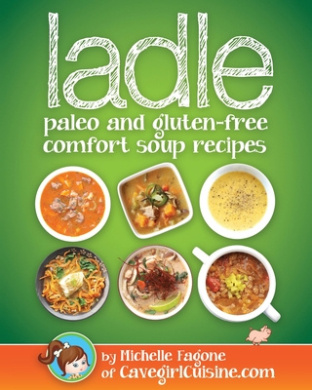 ladle
paleo and gluten-free
comfort soup recipes
by Michelle Fagone
of CavegirlCuisine.com